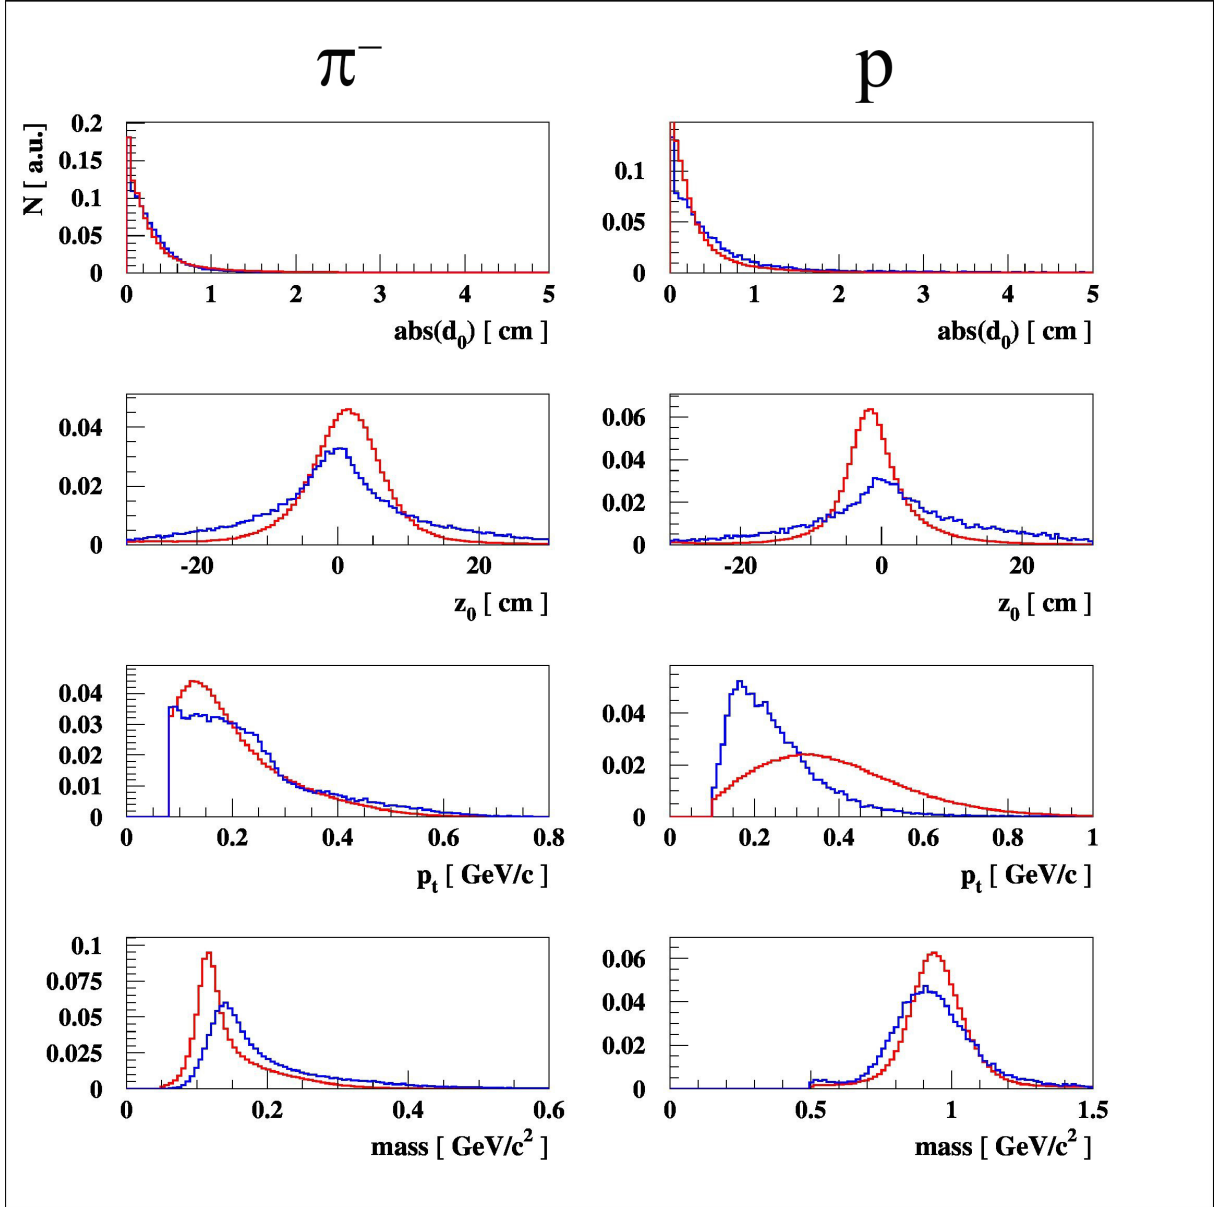 π⁻ p
N [ a.u.]
0.2
0.15
0.1
0.05
0
0 1 2 3 4 5
abs(d₀) [ cm ]
0.1
0.05
0
0 1 2 3 4 5
abs(d₀) [ cm ]
0.04
0.02
0
-20 0 20
z₀ [ cm ]
0.06
0.04
0.02
0
-20 0 20
z₀ [ cm ]
0.04
0.03
0.02
0.01
0
0 0.2 0.4 0.6 0.8
pₜ [ GeV/c ]
0.04
0.02
0
0 0.2 0.4 0.6 0.8 1
pₜ [ GeV/c ]
0.1
0.075
0.05
0.025
0
0 0.2 0.4 0.6
mass [ GeV/c² ]
0.06
0.04
0.02
0
0 0.5 1 1.5
mass [ GeV/c² ]